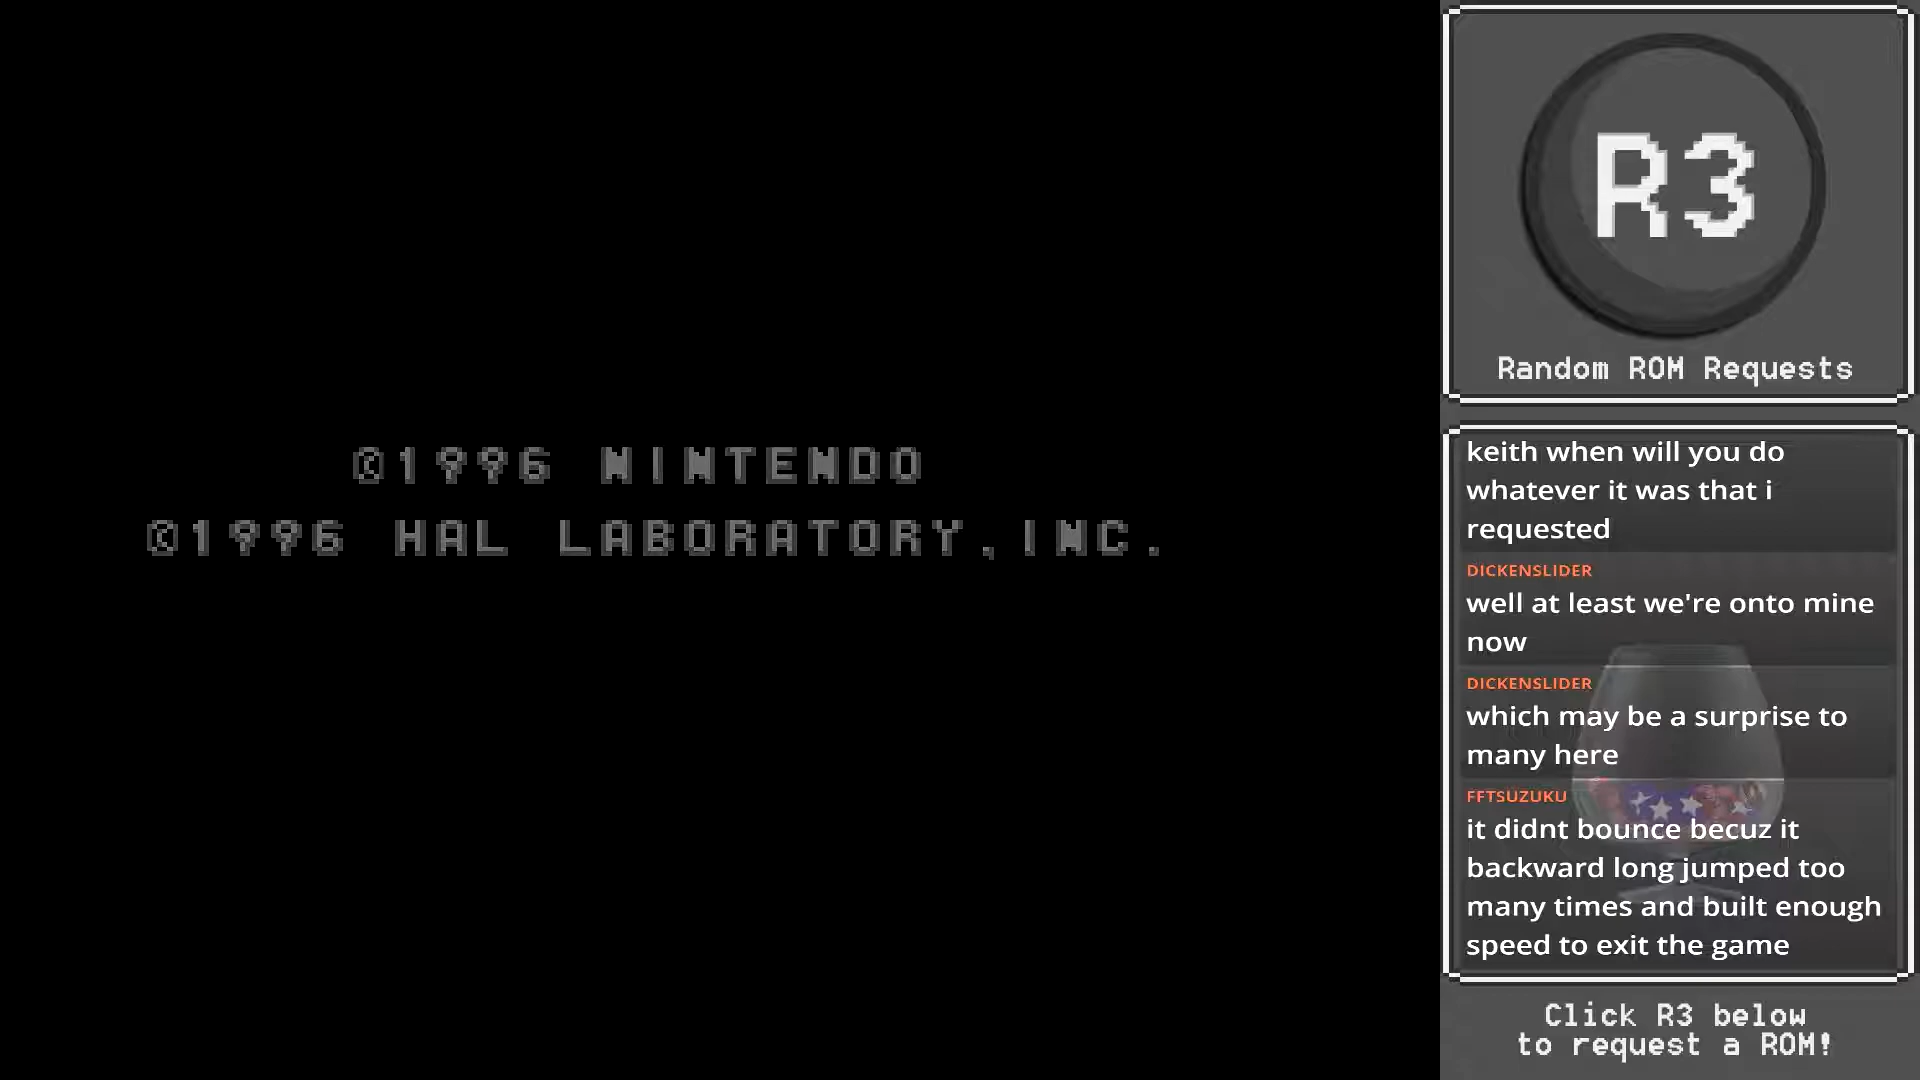 ©1996 NINTENDO
©1996 HAL LABORATORY,INC.
R3
Random ROM Requests
keith when will you do
whatever it was that i
requested
DICKENSLIDER
well at least we're onto mine
now
DICKENSLIDER
which may be a surprise to
many here
FFTSUZUKU
it didnt bounce becuz it
backward long jumped too
many times and built enough
speed to exit the game
Click R3 below
to request a ROM!